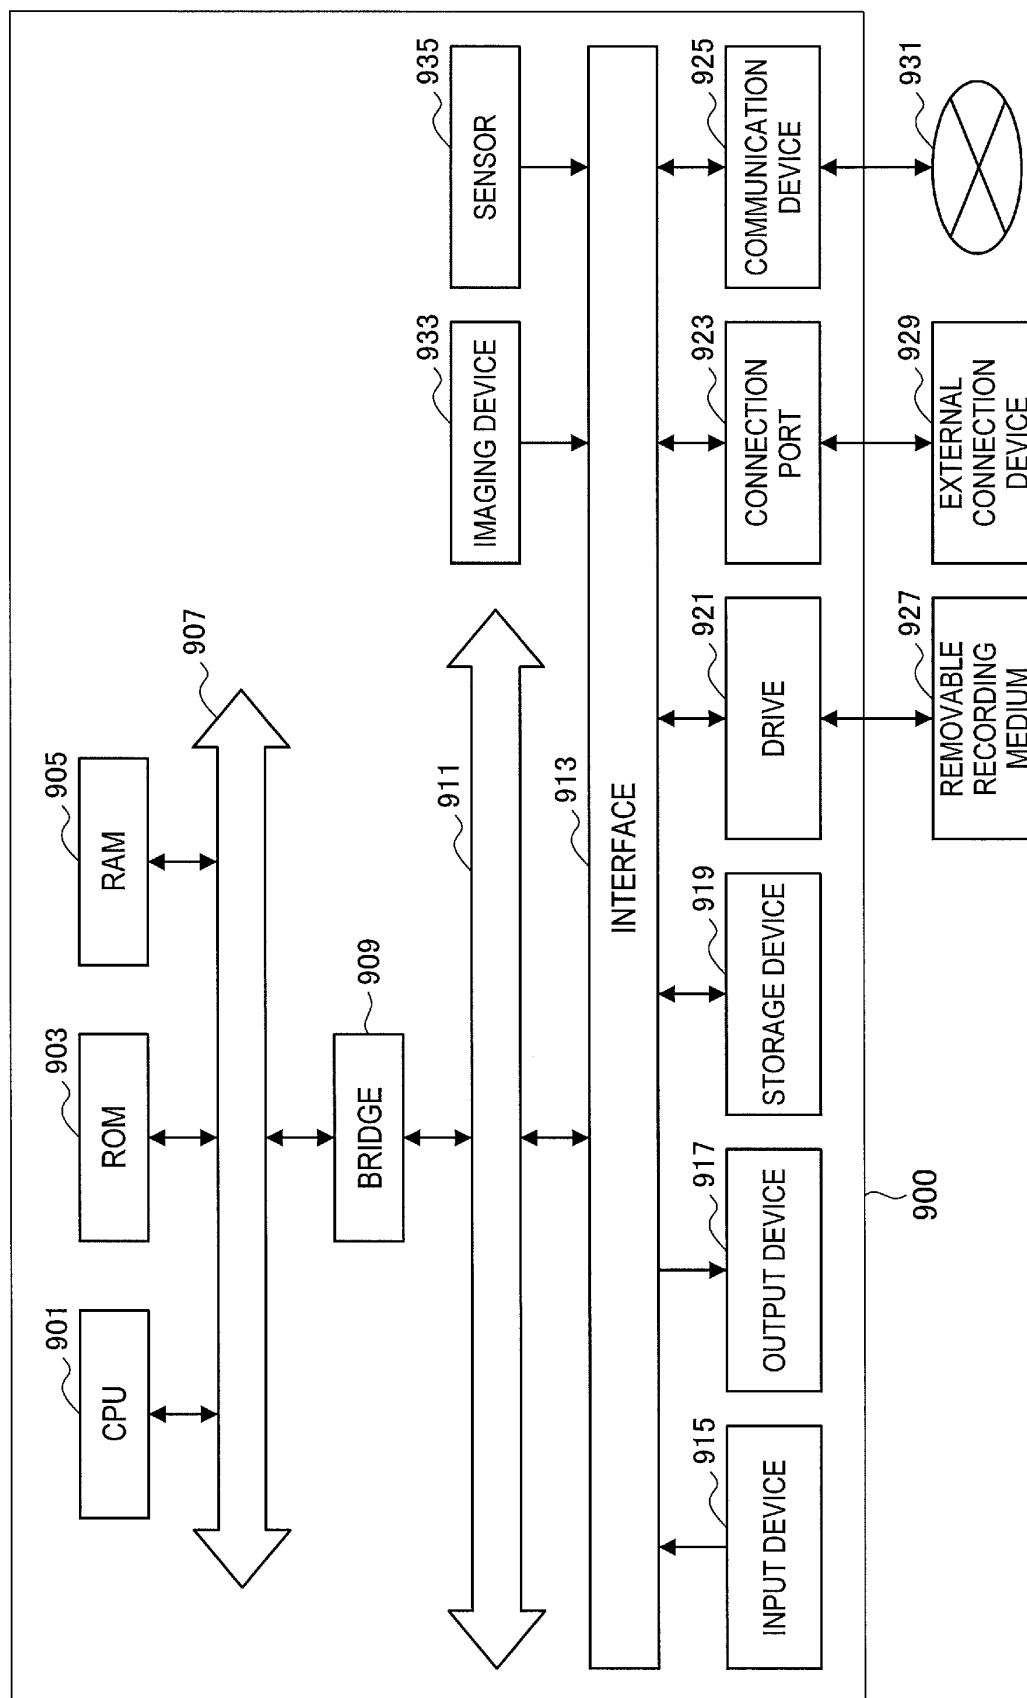 901
CPU
903
ROM
905
RAM
907
909
BRIDGE
911
933
IMAGING DEVICE
935
SENSOR
913
INTERFACE
915
INPUT DEVICE
917
OUTPUT DEVICE
919
STORAGE DEVICE
921
DRIVE
923
CONNECTION
PORT
925
COMMUNICATION
DEVICE
900
927
REMOVABLE
RECORDING
MEDIUM
929
EXTERNAL
CONNECTION
DEVICE
931